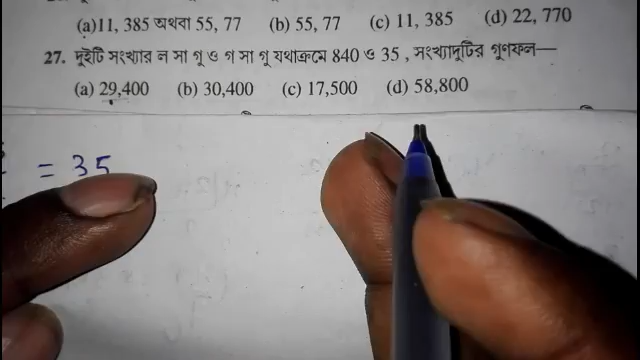 (a)11, 385 অথবা 55, 77 (b) 55, 77 (c) 11, 385 (d) 22, 770
27. দুইটি সংখ্যার ল সা গু ও গ সা গু যথাক্রমে 840 ও 35 , সংখ্যাদুটির গুণফল—
(a) 29,400 (b) 30,400 (c) 17,500 (d) 58,800
= 35